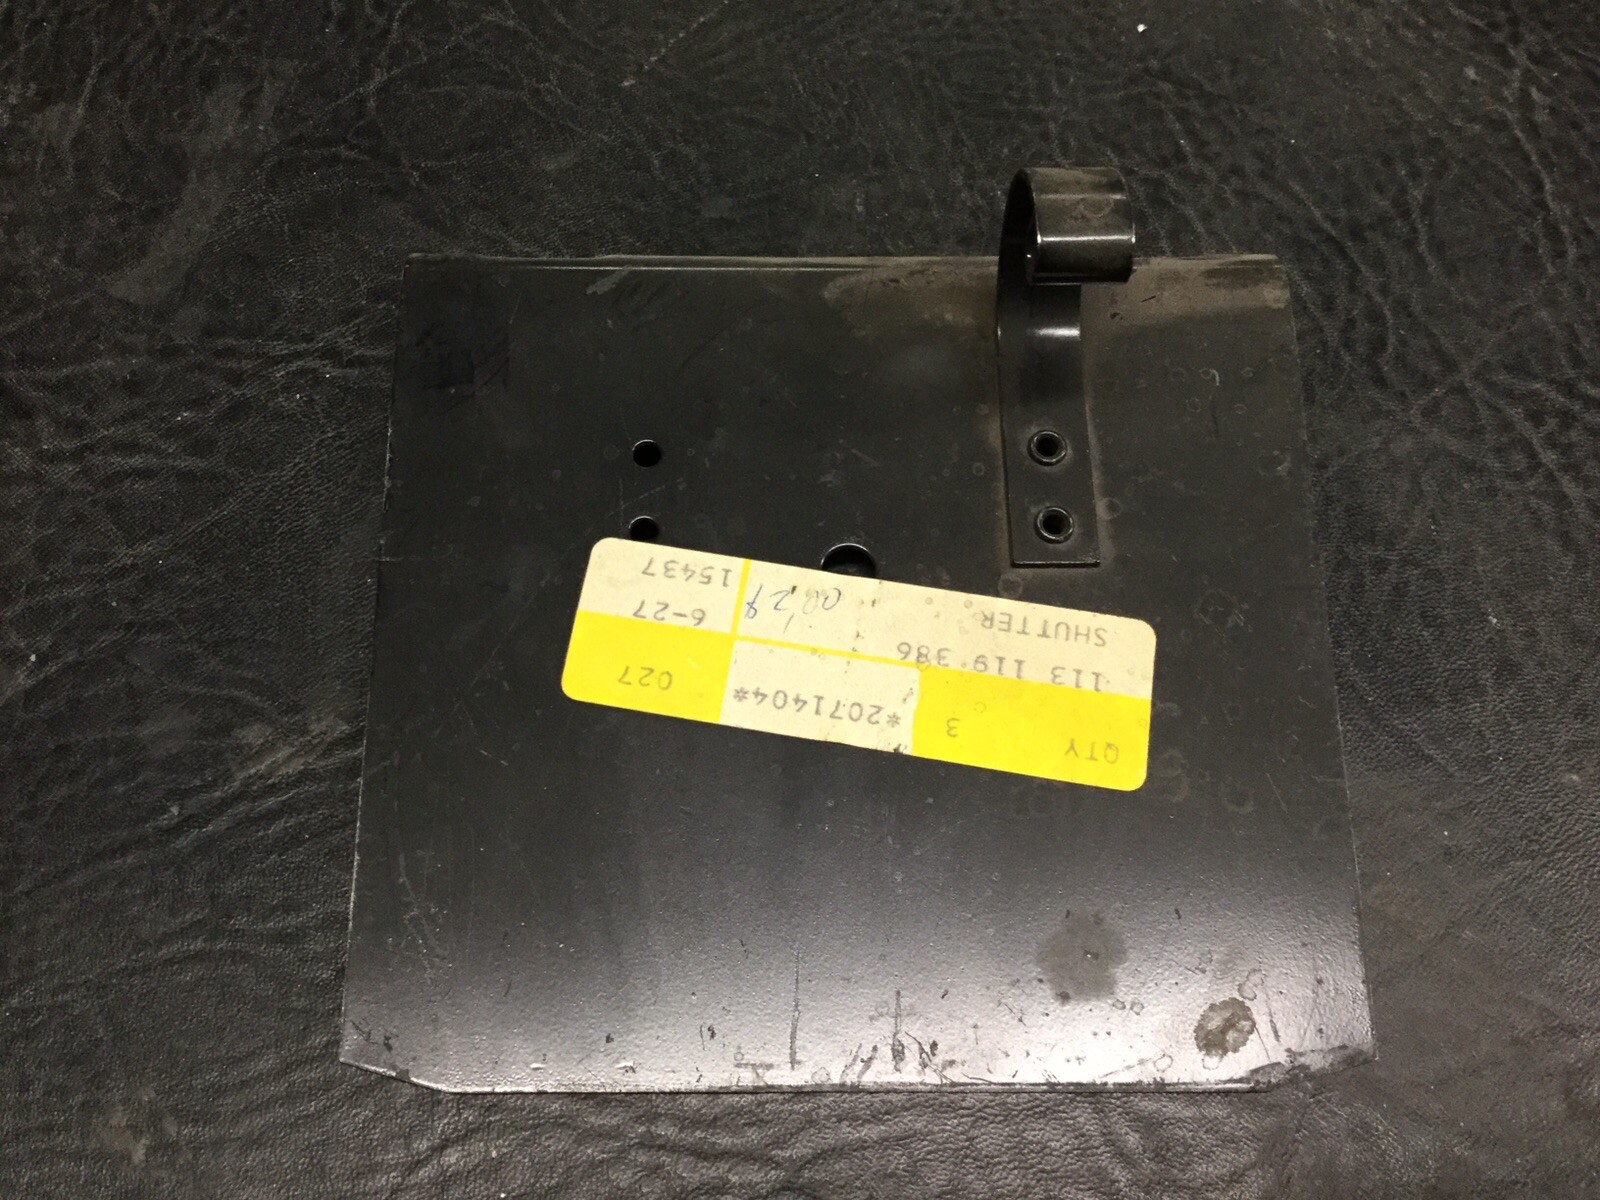 QTY 3 *2071404* 027
113 119 386 6-27
SHUTTER 15437